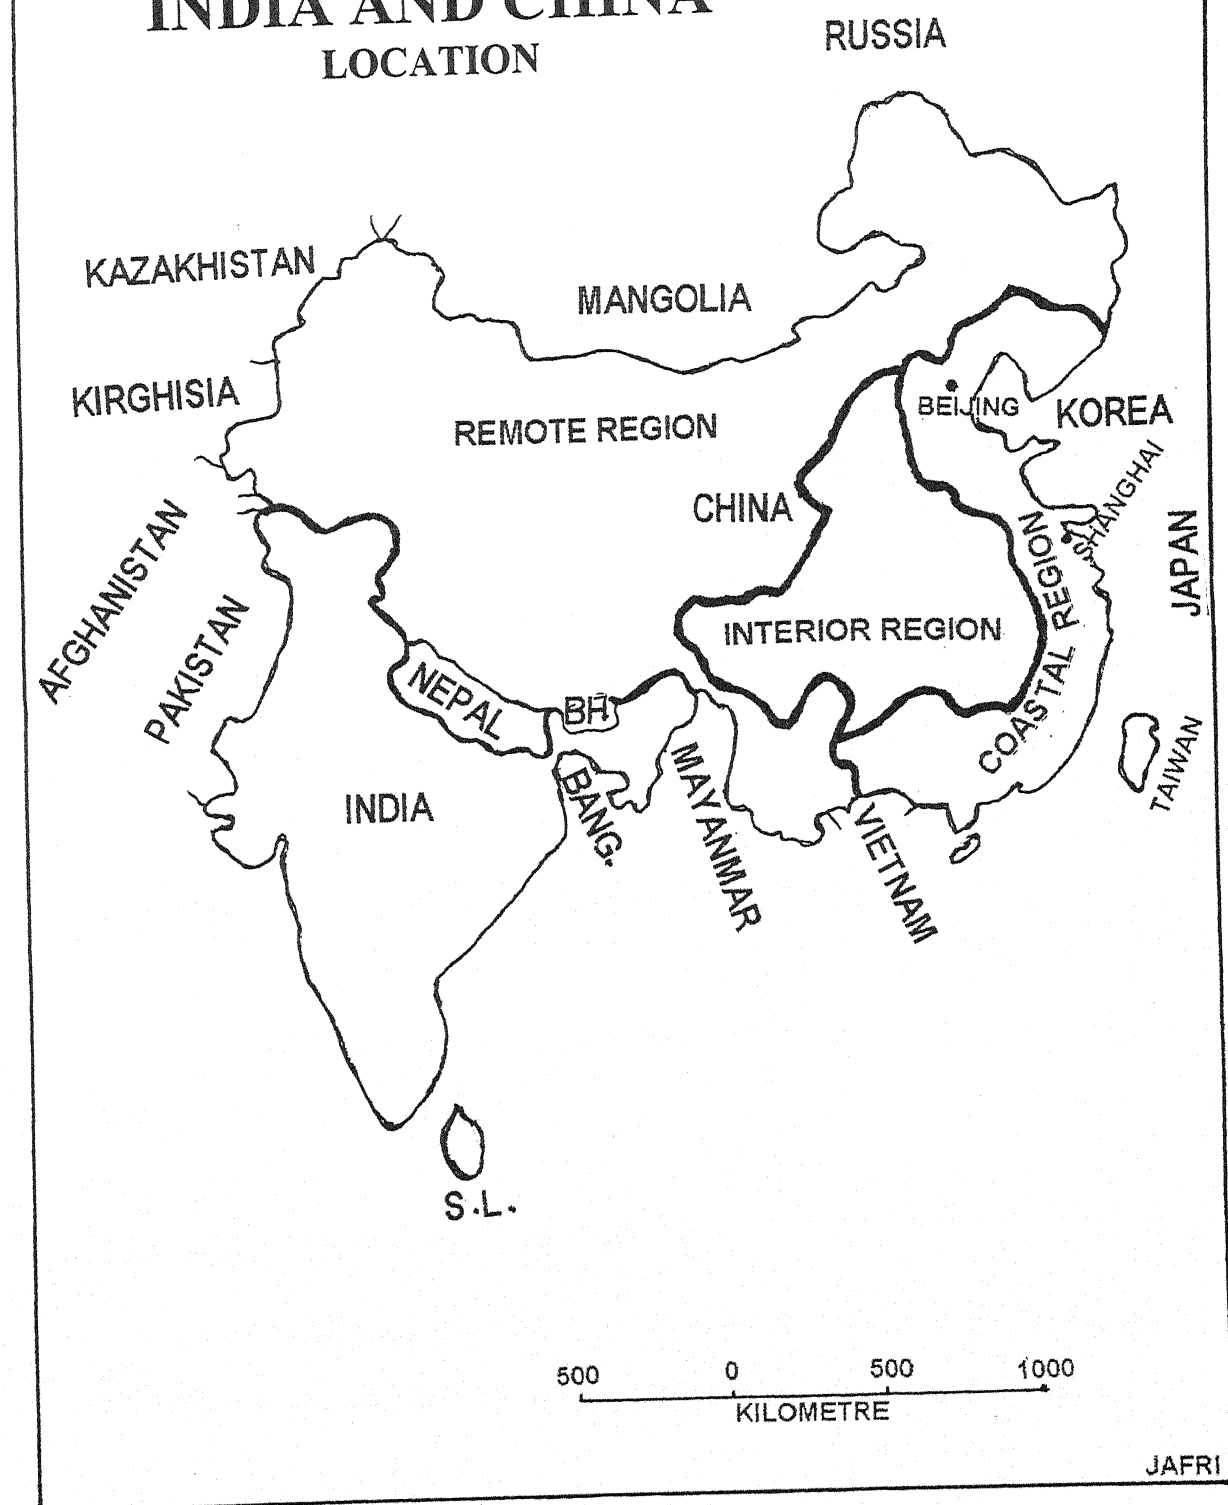 INDIA AND CHINA
LOCATION
RUSSIA
KAZAKHISTAN
MANGOLIA
KIRGHISIA
REMOTE REGION
BEIJING
KOREA
CHINA
SHANGHAI
AFGHANISTAN
PAKISTAN
JAPAN
INTERIOR REGION
COASTAL REGION
NEPAL
BH
TAIWAN
INDIA
BANG.
MAYANMAR
VIETNAM
S.L.
500 0 500 1000
KILOMETRE
JAFRI